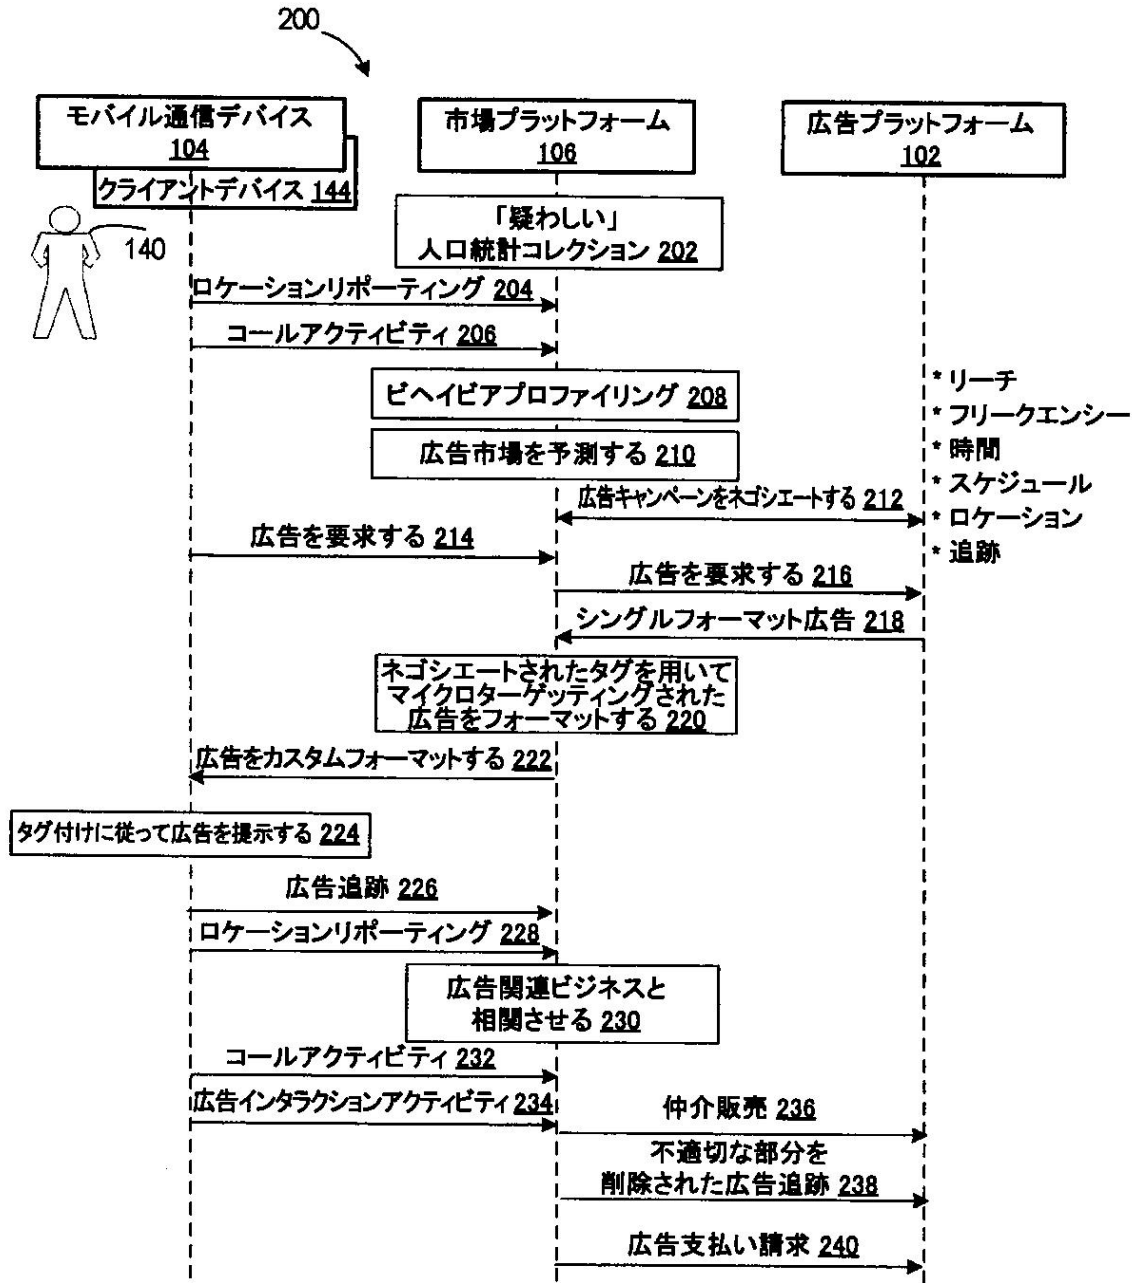 200
モバイル通信デバイス
104
クライアントデバイス 144
市場プラットフォーム
106
広告プラットフォーム
102
140
「疑わしい」
人口統計コレクション 202
ロケーションリポーティング 204
コールアクティビティ 206
ビヘイビアプロファイリング 208
広告市場を予測する 210
* リーチ
* フリークエンシー
* 時間
* スケジュール
* ロケーション
* 追跡
広告キャンペーンをネゴシエートする 212
広告を要求する 214
広告を要求する 216
シングルフォーマット広告 218
ネゴシエートされたタグを用いて
マイクロターゲッティングされた
広告をフォーマットする 220
広告をカスタムフォーマットする 222
タグ付けに従って広告を提示する 224
広告追跡 226
ロケーションリポーティング 228
広告関連ビジネスと
相関させる 230
コールアクティビティ 232
広告インタラクションアクティビティ 234
仲介販売 236
不適切な部分を
削除された広告追跡 238
広告支払い請求 240